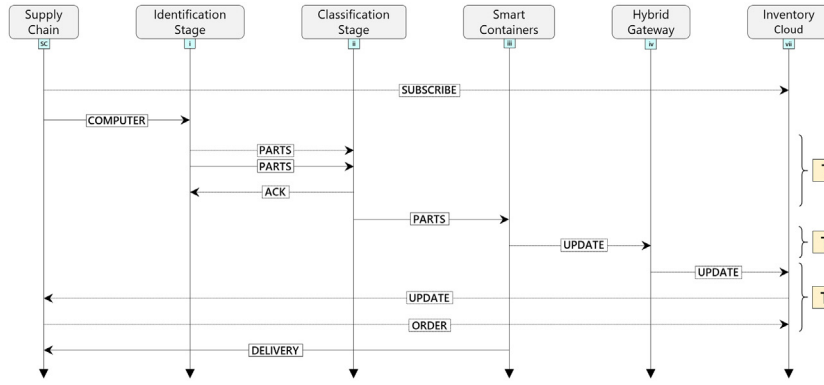 Supply
Chain
Identification
Stage
Classification
Stage
Smart
Containers
Hybrid
Gateway
Inventory
Cloud
SC
i
ii
iii
iv
vii
SUBSCRIBE
COMPUTER
PARTS
PARTS
ACK
PARTS
UPDATE
UPDATE
UPDATE
ORDER
DELIVERY